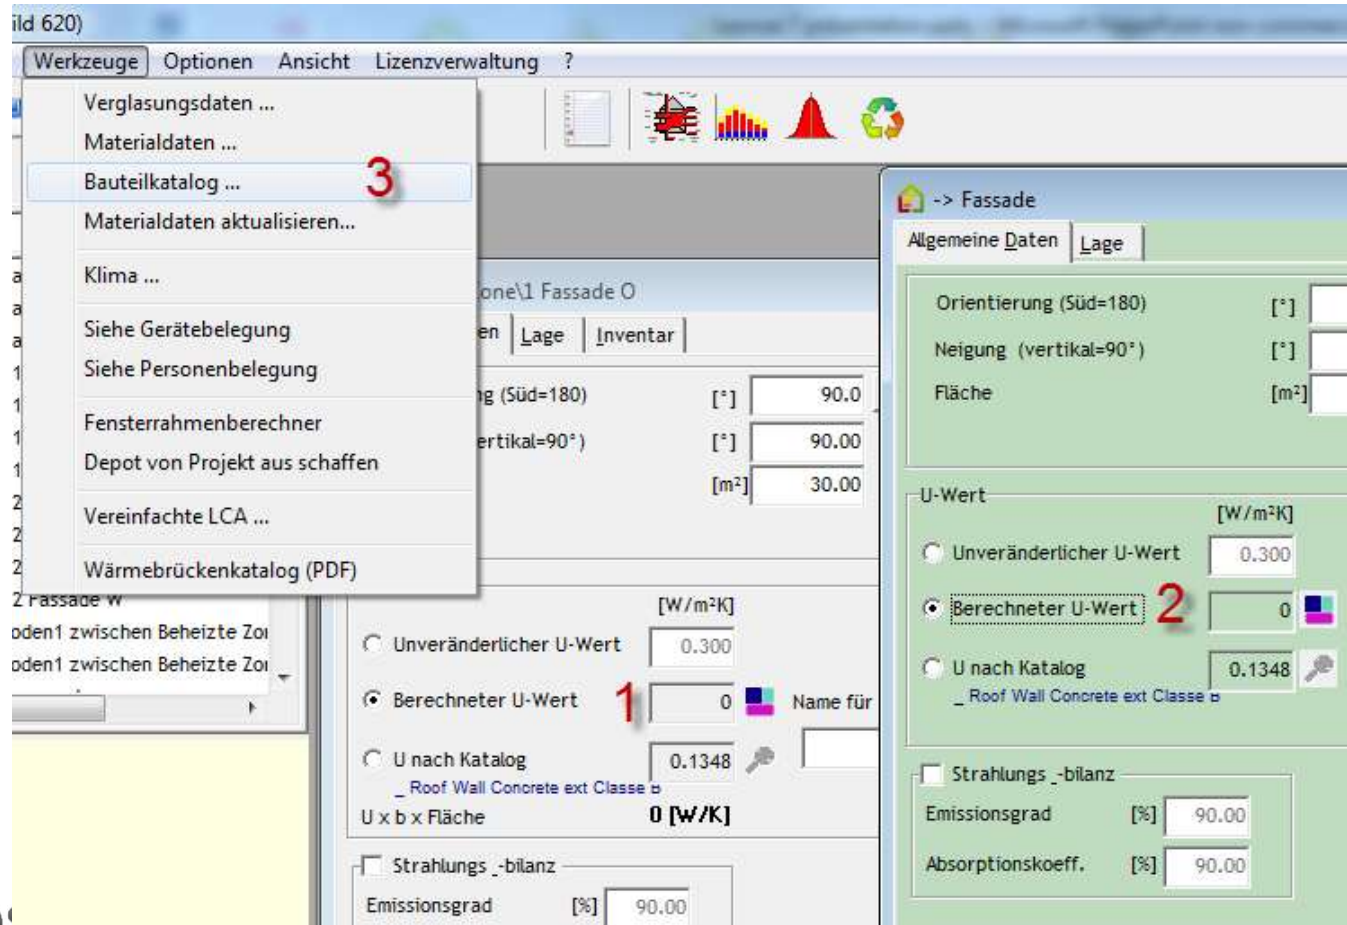 ild 620)
Werkzeuge Optionen Ansicht Lizenzverwaltung ?
Verglasungsdaten ...
Materialdaten ...
Bauteilkatalog ... 3
Materialdaten aktualisieren...
Klima ...
Siehe Gerätebelegung
Siehe Personenbelegung
Fensterrahmenberechner
Depot von Projekt aus schaffen
Vereinfachte LCA ...
Wärmebrückenkatalog (PDF)
2 Fassade W
oden1 zwischen Beheizte Zo
oden1 zwischen Beheizte Zo
one\1 Fassade O
en Lage Inventar
ng (Süd=180) [°] 90.0
ertikal=90°) [°] 90.00
[m²] 30.00
[W/m²K]
Unveränderlicher U-Wert 0.300
Berechneter U-Wert 1 0 Name für
U nach Katalog 0.1348
_ Roof Wall Concrete ext Classe B
U x b x Fläche 0 [W/K]
Strahlungs_-bilanz
Emissionsgrad [%] 90.00
-> Fassade
Allgemeine Daten Lage
Orientierung (Süd=180) [°]
Neigung (vertikal=90°) [°]
Fläche [m²]
U-Wert
[W/m²K]
Unveränderlicher U-Wert 0.300
Berechneter U-Wert 2 0
U nach Katalog 0.1348
_ Roof Wall Concrete ext Classe B
Strahlungs_-bilanz
Emissionsgrad [%] 90.00
Absorptionskoeff. [%] 90.00